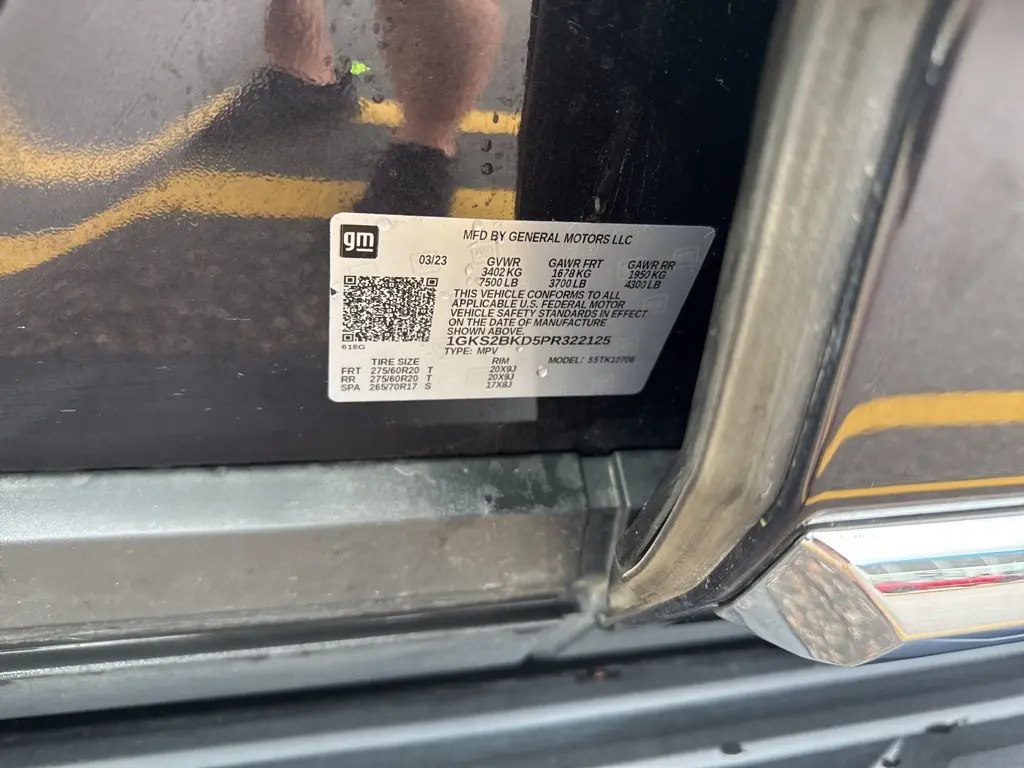 gm
MFD BY GENERAL MOTORS LLC
03/23 GVWR GAWR FRT GAWR RR
3402 KG 1678 KG 1950 KG
7500 LB 3700 LB 4300 LB
THIS VEHICLE CONFORMS TO ALL
APPLICABLE U.S. FEDERAL MOTOR
VEHICLE SAFETY STANDARDS IN EFFECT
ON THE DATE OF MANUFACTURE
SHOWN ABOVE.
1GKS2BKD5PR322125
618G
TYPE: MPV MODEL: 5STK10706
TIRE SIZE RIM
FRT 275/60R20 T 20X9J
RR 275/60R20 T 20X9J
SPA 265/70R17 S 17X8J